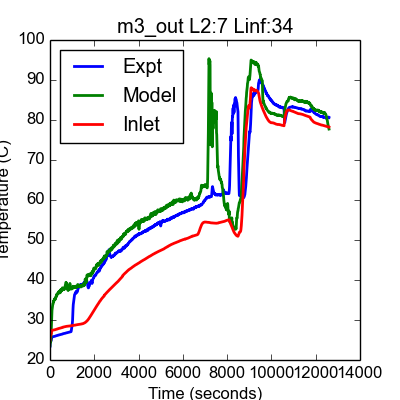 m3_out L2:7 Linf:34
100
90
80
70
60
50
40
30
20
Temperature (C)
Expt
Model
Inlet
0 2000 4000 6000 8000 10000 12000 14000
Time (seconds)